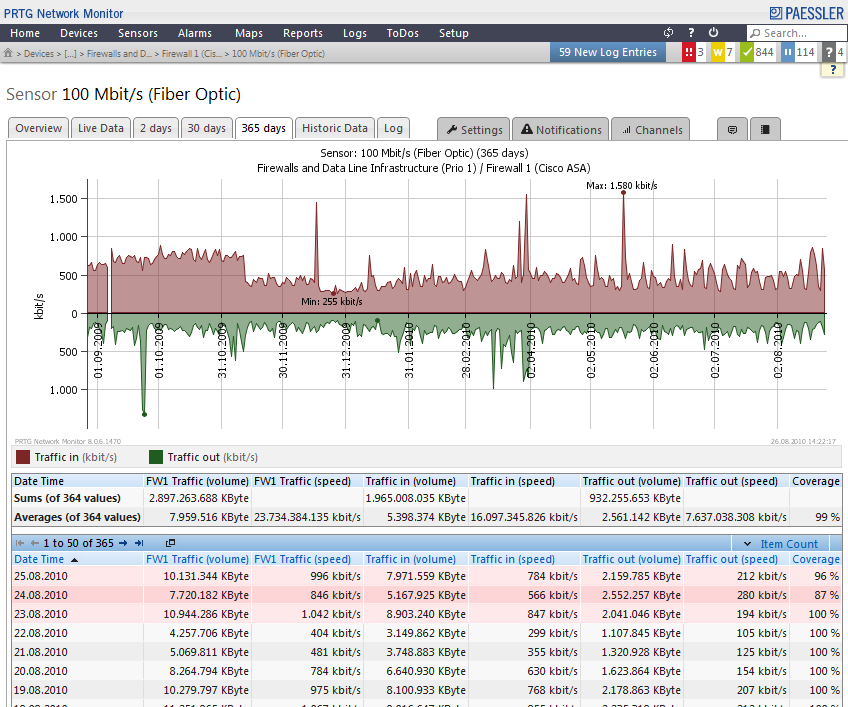 PRTG Network Monitor
PAESSLER
Home Devices Sensors Alarms Maps Reports Logs ToDos Setup ? Search...
> Devices > [...] > Firewalls and D... > Firewall 1 (Cis... > 100 Mbit/s (Fiber Optic) 59 New Log Entries !! 3 W 7 844 114 ? 4
?
Sensor 100 Mbit/s (Fiber Optic)
Overview Live Data 2 days 30 days 365 days Historic Data Log Settings Notifications Channels
Sensor: 100 Mbit/s (Fiber Optic) (365 days)
Firewalls and Data Line Infrastructure (Prio 1) / Firewall 1 (Cisco ASA)
Max: 1.580 kbit/s
1.500
1.000
500
Min: 255 kbit/s
kbit/s
0
500
1.000
01.09.2009 01.10.2009 31.10.2009 30.11.2009 31.12.2009 31.01.2010 28.02.2010 02.04.2010 02.05.2010 02.06.2010 02.07.2010 02.08.2010
PRTG Network Monitor 8.0.6.1470 26.08.2010 14:22:17
Traffic in (kbit/s) Traffic out (kbit/s)
Date Time FW1 Traffic (volume) FW1 Traffic (speed) Traffic in (volume) Traffic in (speed) Traffic out (volume) Traffic out (speed) Coverage
Sums (of 364 values) 2.897.263.688 KByte 1.965.008.035 KByte 932.255.653 KByte
Averages (of 364 values) 7.959.516 KByte 23.734.384.135 kbit/s 5.398.374 KByte 16.097.345.826 kbit/s 2.561.142 KByte 7.637.038.308 kbit/s 99 %
1 to 50 of 365 Item Count
Date Time FW1 Traffic (volume) FW1 Traffic (speed) Traffic in (volume) Traffic in (speed) Traffic out (volume) Traffic out (speed) Coverage
25.08.2010 10.131.344 KByte 996 kbit/s 7.971.559 KByte 784 kbit/s 2.159.785 KByte 212 kbit/s 96 %
24.08.2010 7.720.182 KByte 846 kbit/s 5.167.925 KByte 566 kbit/s 2.552.257 KByte 280 kbit/s 87 %
23.08.2010 10.944.286 KByte 1.042 kbit/s 8.903.240 KByte 847 kbit/s 2.041.046 KByte 194 kbit/s 100 %
22.08.2010 4.257.706 KByte 404 kbit/s 3.149.862 KByte 299 kbit/s 1.107.845 KByte 105 kbit/s 100 %
21.08.2010 5.069.811 KByte 481 kbit/s 3.748.883 KByte 355 kbit/s 1.320.928 KByte 125 kbit/s 100 %
20.08.2010 8.264.794 KByte 784 kbit/s 6.640.930 KByte 630 kbit/s 1.623.864 KByte 154 kbit/s 100 %
19.08.2010 10.279.797 KByte 975 kbit/s 8.100.933 KByte 768 kbit/s 2.178.863 KByte 207 kbit/s 100 %